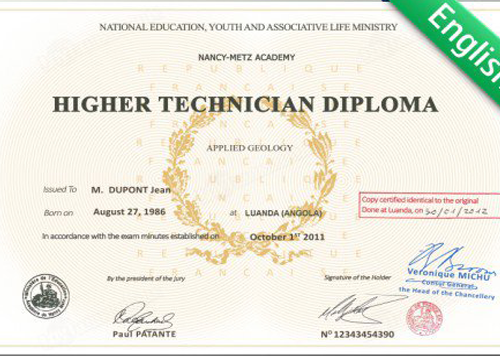 English
NATIONAL EDUCATION, YOUTH AND ASSOCIATIVE LIFE MINISTRY
NANCY-METZ ACADEMY
REPUBLIQUE
FRANCAISE
HIGHER TECHNICIAN DIPLOMA
APPLIED GEOLOGY
Issued To M. DUPONT Jean
Born on August 27, 1986 at LUANDA (ANGOLA)
Copy certified identical to the original
Done at Luanda, on 30/01/2012
In accordance with the exam minutes established on October 1st 2011
By the president of the jury
Signature of the Holder
Veronique MICHU
Consul General,
the Head of the Chancellery
Paul PATANTE
N° 12343454390